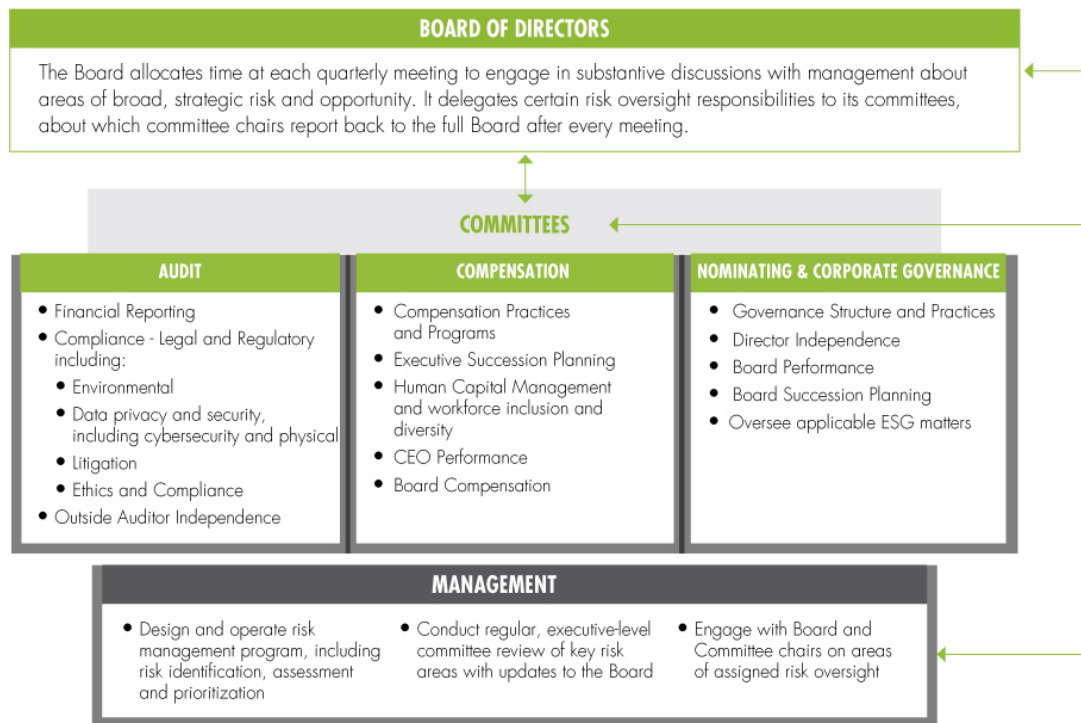 BOARD OF DIRECTORS
The Board allocates time at each quarterly meeting to engage in substantive discussions with management about
areas of broad, strategic risk and opportunity. It delegates certain risk oversight responsibilities to its committees,
about which committee chairs report back to the full Board after every meeting.
COMMITTEES
AUDIT
• Financial Reporting
• Compliance - Legal and Regulatory
including:
• Environmental
• Data privacy and security,
including cybersecurity and physical
• Litigation
• Ethics and Compliance
• Outside Auditor Independence
COMPENSATION
• Compensation Practices
and Programs
• Executive Succession Planning
• Human Capital Management
and workforce inclusion and
diversity
• CEO Performance
• Board Compensation
NOMINATING & CORPORATE GOVERNANCE
• Governance Structure and Practices
• Director Independence
• Board Performance
• Board Succession Planning
• Oversee applicable ESG matters
MANAGEMENT
• Design and operate risk
management program, including
risk identification, assessment
and prioritization
• Conduct regular, executive-level
committee review of key risk
areas with updates to the Board
• Engage with Board and
Committee chairs on areas
of assigned risk oversight